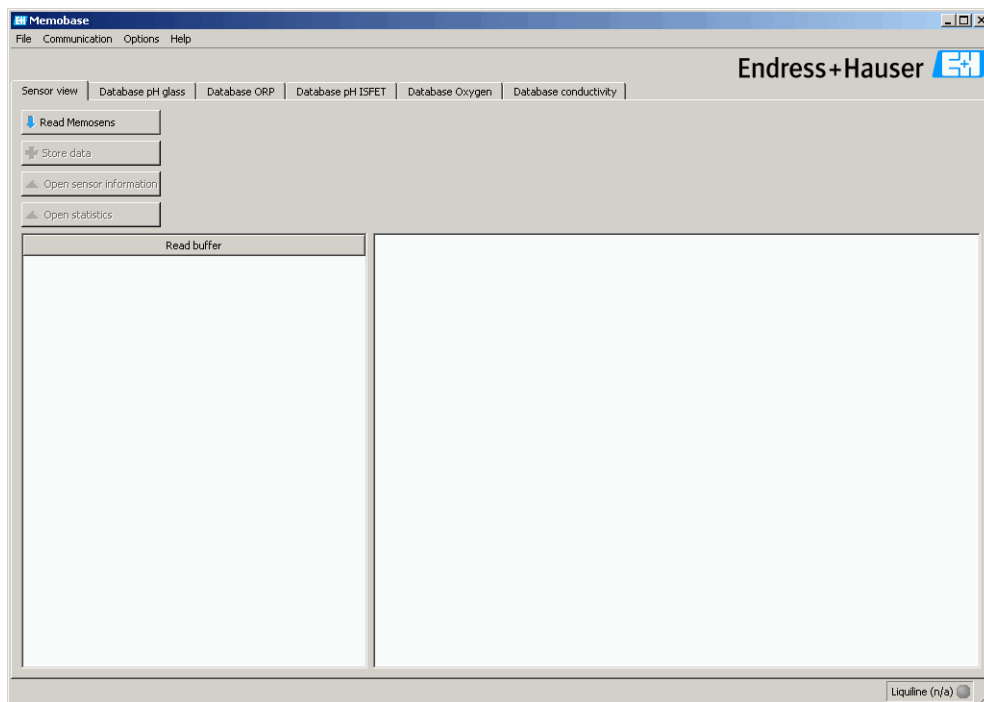 Memobase
File Communication Options Help
Endress+Hauser
Sensor view Database pH glass Database ORP Database pH ISFET Database Oxygen Database conductivity
Read Memosens
Store data
Open sensor information
Open statistics
Read buffer
Liquiline (n/a)